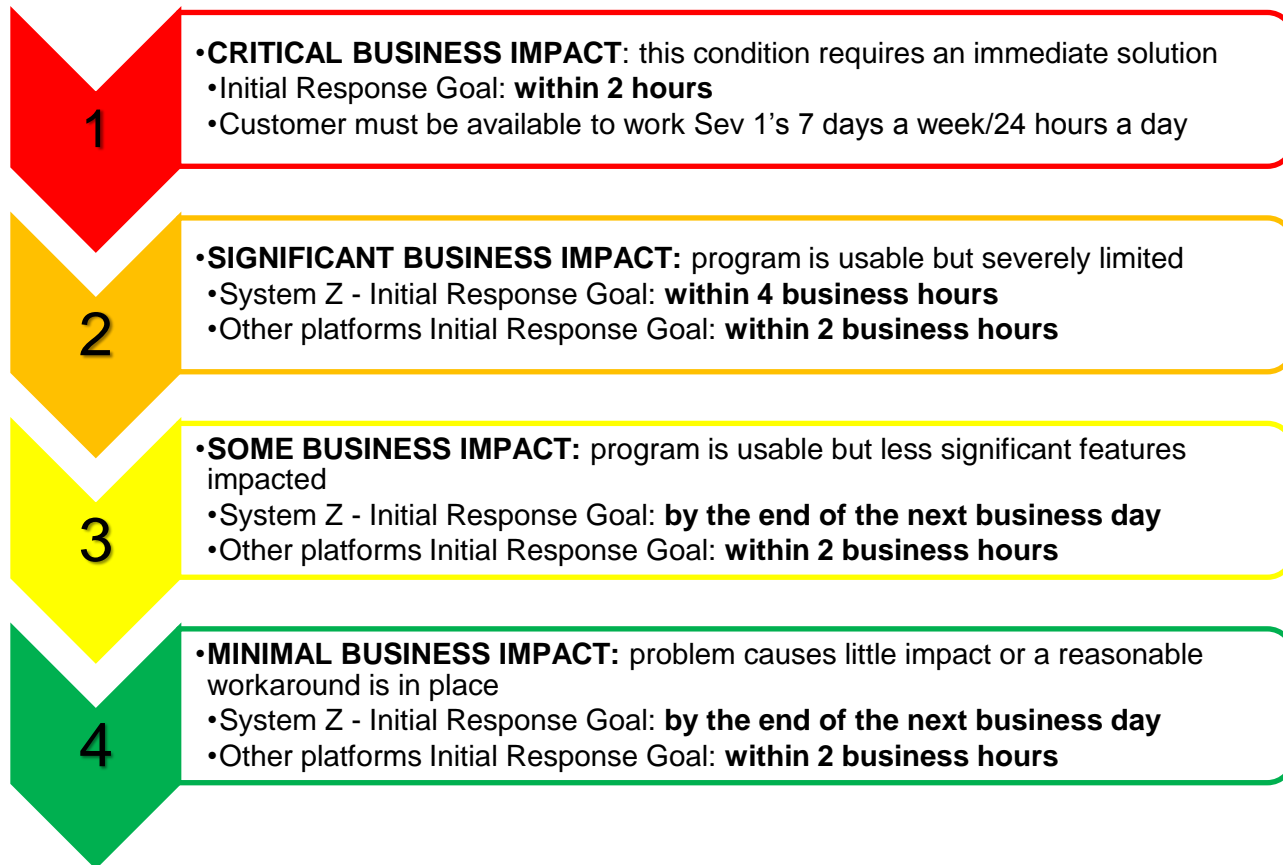 1
•CRITICAL BUSINESS IMPACT: this condition requires an immediate solution
•Initial Response Goal: within 2 hours
•Customer must be available to work Sev 1’s 7 days a week/24 hours a day
2
•SIGNIFICANT BUSINESS IMPACT: program is usable but severely limited
•System Z - Initial Response Goal: within 4 business hours
•Other platforms Initial Response Goal: within 2 business hours
3
•SOME BUSINESS IMPACT: program is usable but less significant features
impacted
•System Z - Initial Response Goal: by the end of the next business day
•Other platforms Initial Response Goal: within 2 business hours
4
•MINIMAL BUSINESS IMPACT: problem causes little impact or a reasonable
workaround is in place
•System Z - Initial Response Goal: by the end of the next business day
•Other platforms Initial Response Goal: within 2 business hours